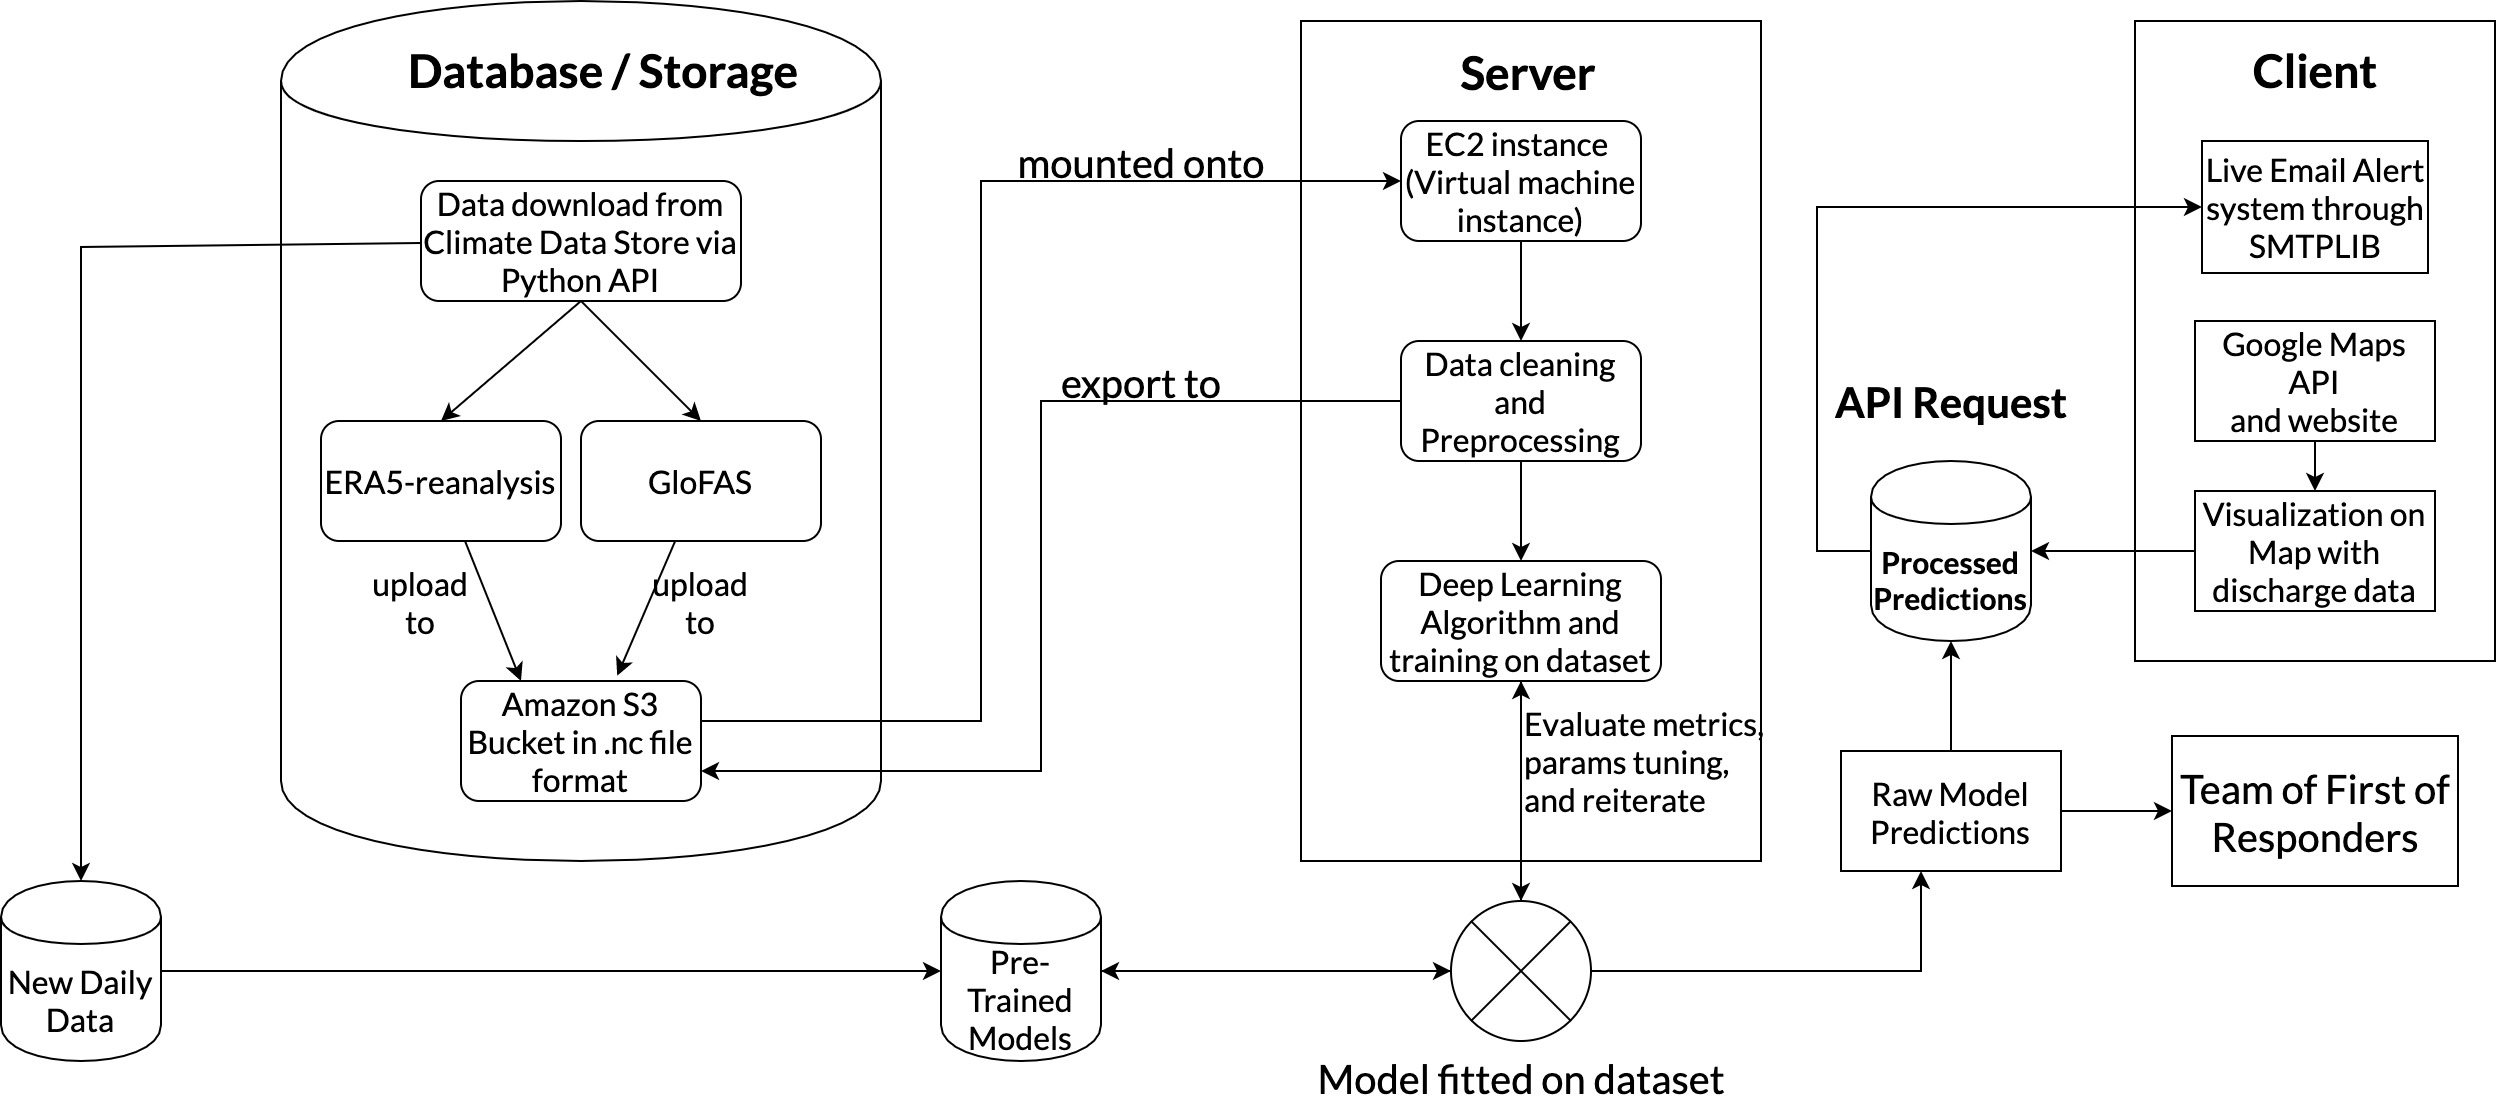 Database / Storage
Data download from
Climate Data Store via
Python API
ERA5-reanalysis
GloFAS
upload
to
upload
to
Amazon S3
Bucket in .nc file
format
New Daily
Data
mounted onto
export to
Pre-
Trained
Models
Server
EC2 instance
(Virtual machine
instance)
Data cleaning
and
Preprocessing
Deep Learning
Algorithm and
training on dataset
Evaluate metrics,
params tuning,
and reiterate
Model fitted on dataset
API Request
Processed
Predictions
Raw Model
Predictions
Client
Live Email Alert
system through
SMTPLIB
Google Maps
API
and website
Visualization on
Map with
discharge data
Team of First of
Responders